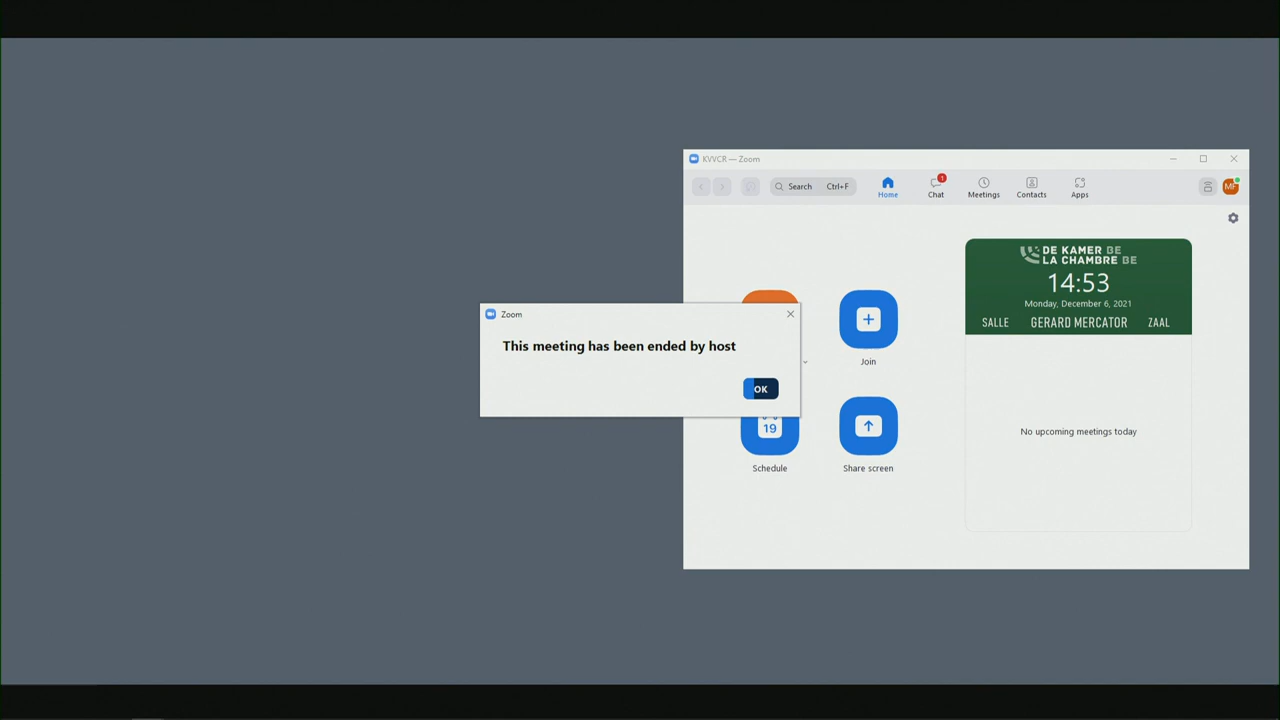 KVVCR — Zoom
Search Ctrl+F
Home
Chat
1
Meetings
Contacts
Apps
MF
DE KAMER BE
LA CHAMBRE BE
14:53
Monday, December 6, 2021
SALLE GERARD MERCATOR ZAAL
Zoom
This meeting has been ended by host
OK
Join
19
Schedule
Share screen
No upcoming meetings today